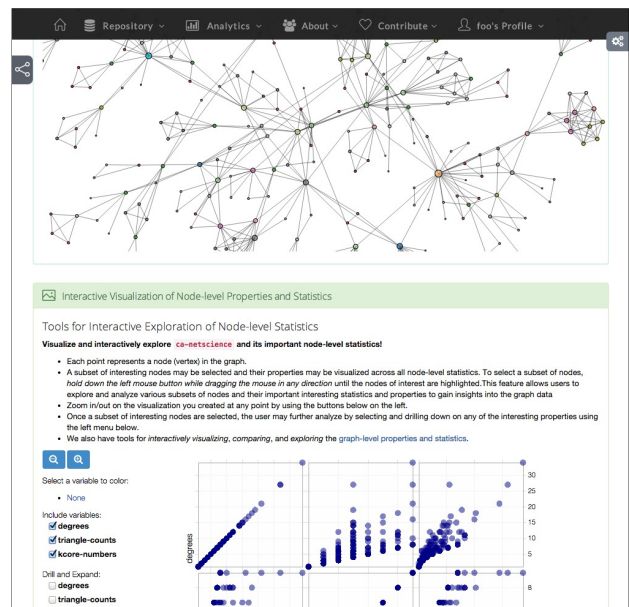 Repository Analytics About Contribute foo's Profile
Interactive Visualization of Node-level Properties and Statistics
Tools for Interactive Exploration of Node-level Statistics
Visualize and interactively explore ca-netscience and its important node-level statistics!
• Each point represents a node (vertex) in the graph.
• A subset of interesting nodes may be selected and their properties may be visualized across all node-level statistics. To select a subset of nodes,
hold down the left mouse button while dragging the mouse in any direction until the nodes of interest are highlighted.This feature allows users to
explore and analyze various subsets of nodes and their important interesting statistics and properties to gain insights into the graph data
• Zoom in/out on the visualization you created at any point by using the buttons below on the left.
• Once a subset of interesting nodes are selected, the user may further analyze by selecting and drilling down on any of the interesting properties using
the left menu below.
• We also have tools for interactively visualizing, comparing, and exploring the graph-level properties and statistics.
Select a variable to color:
• None
Include variables:
degrees
triangle-counts
kcore-numbers
Drill and Expand:
degrees
triangle-counts
degrees
30
25
20
15
10
5
8